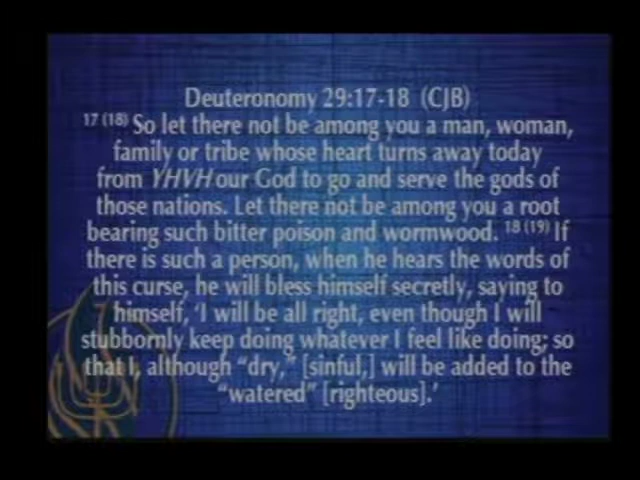 Deuteronomy 29:17-18 (CJB)
17 (18) So let there not be among you a man, woman,
family or tribe whose heart turns away today
from YHVH our God to go and serve the gods of
those nations. Let there not be among you a root
bearing such bitter poison and wormwood. 18 (19) If
there is such a person, when he hears the words of
this curse, he will bless himself secretly, saying to
himself, ‘I will be all right, even though I will
stubbornly keep doing whatever I feel like doing; so
that I, although “dry,” [sinful,] will be added to the
“watered” [righteous].’